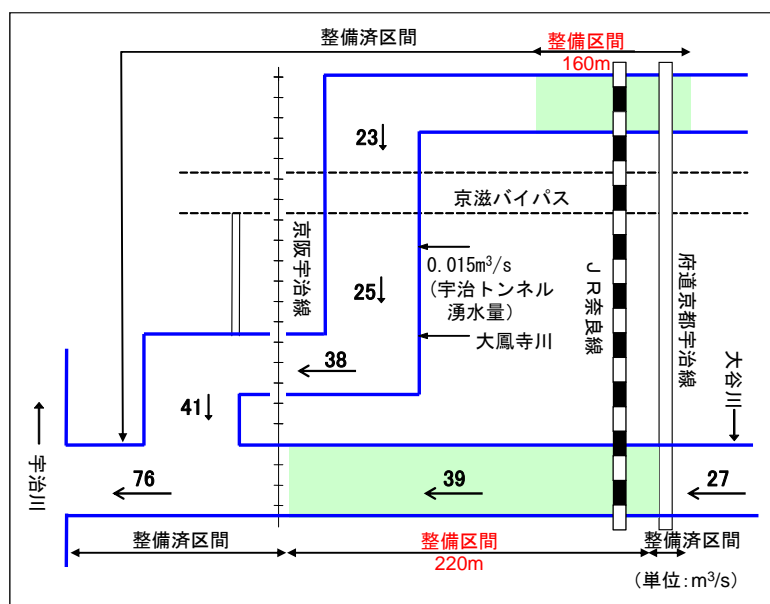 整備済区間
整備区間
160m
23↓
京滋バイパス
京阪宇治線
0.015m³/s
(宇治トンネル
湧水量)
25↓
大鳳寺川
JR奈良線
府道京都宇治線
38
大谷川
41↓
宇治川
76
39
27
整備済区間
整備区間
220m
整備済区間
(単位:m³/s)